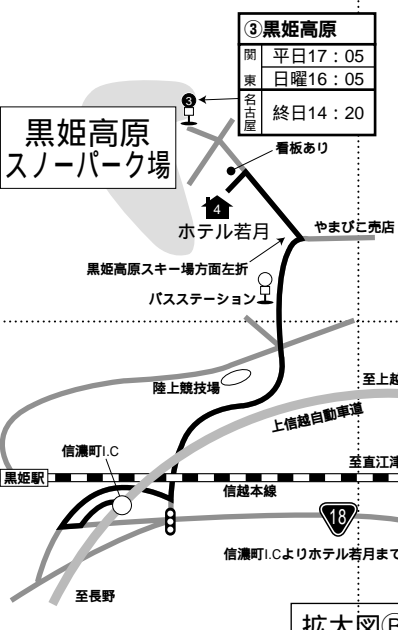 ③黒姫高原
関東
平日17：05
日曜16：05
名古屋
終日14：20
3
黒姫高原
スノーパーク場
看板あり
4
ホテル若月
やまびこ売店
黒姫高原スキー場方面左折
バスステーション
陸上競技場
至上越
上信越自動車道
信濃町I.C
至直江津
黒姫駅
信越本線
18
信濃町I.Cよりホテル若月まで
至長野
拡大図Ⓑ